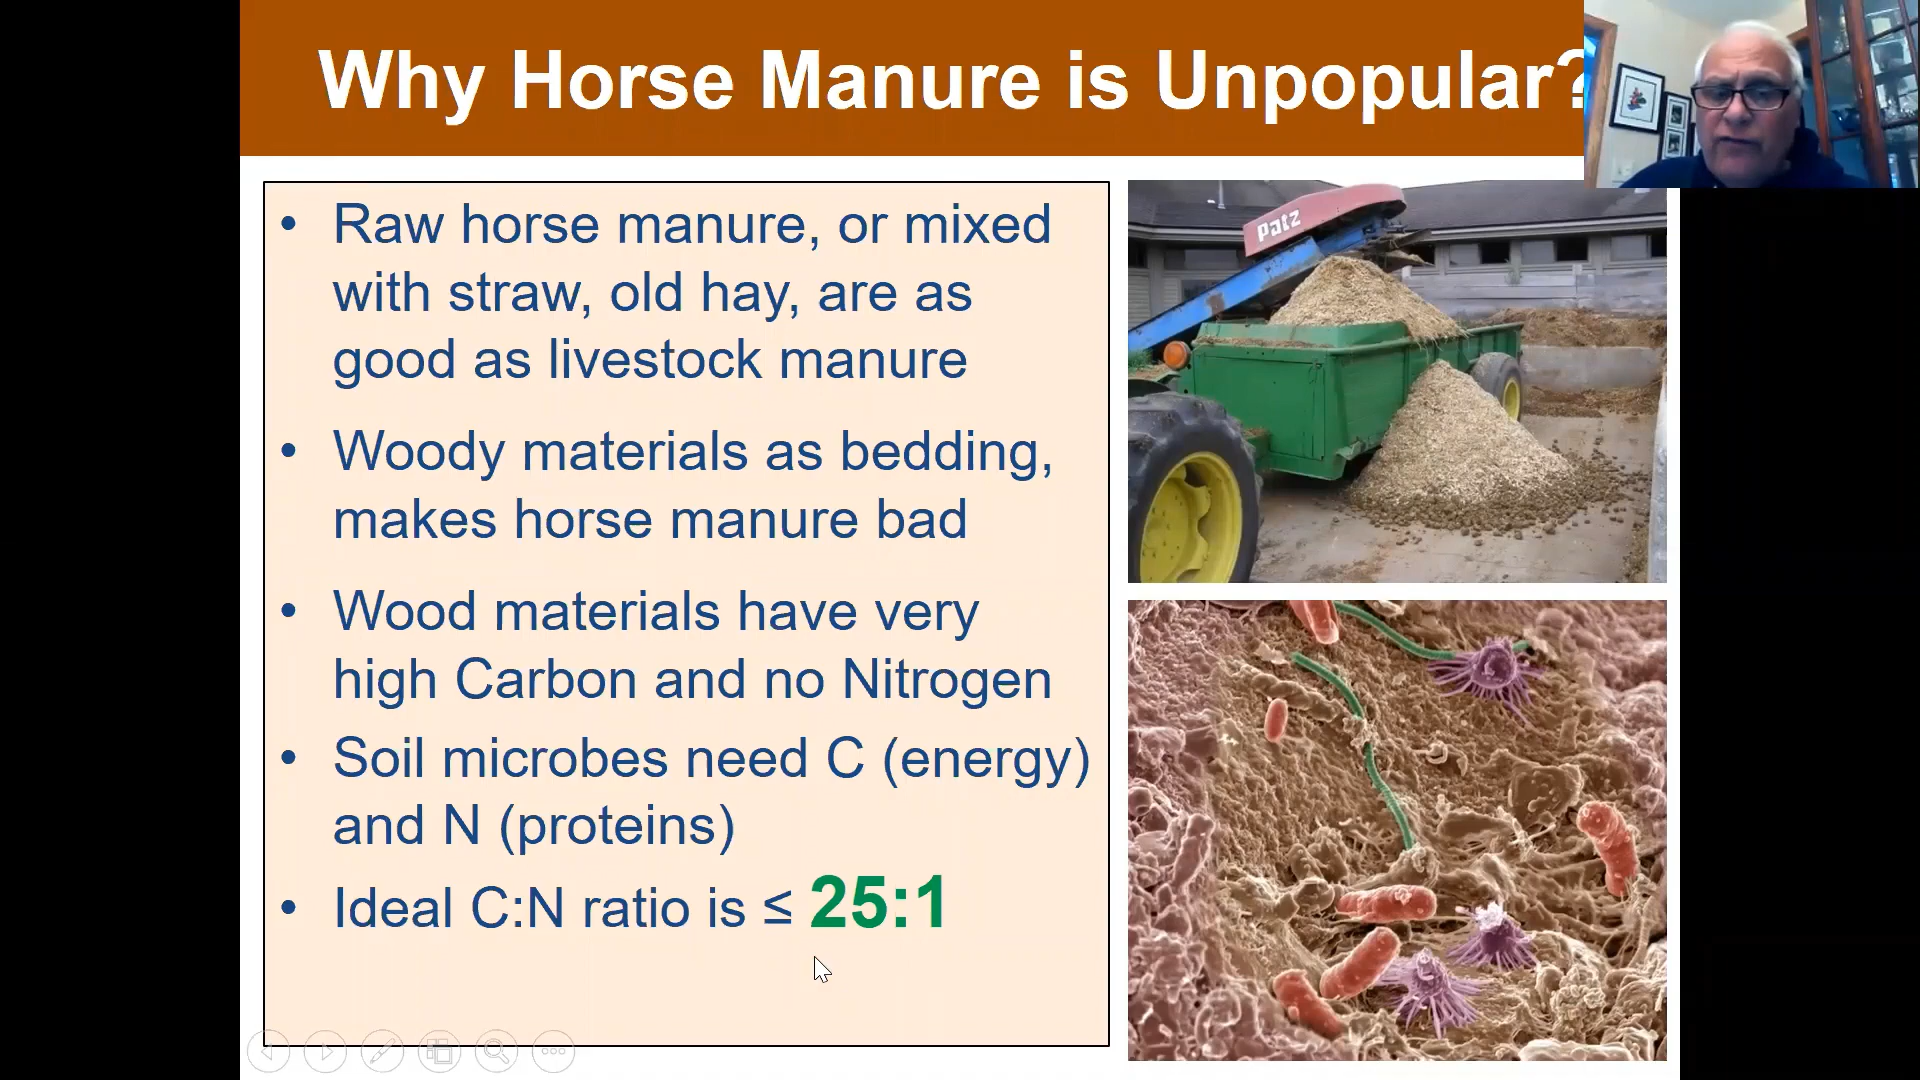 Why Horse Manure is Unpopular?
• Raw horse manure, or mixed
with straw, old hay, are as
good as livestock manure
• Woody materials as bedding,
makes horse manure bad
• Wood materials have very
high Carbon and no Nitrogen
• Soil microbes need C (energy)
and N (proteins)
• Ideal C:N ratio is ≤ 25:1
Patz